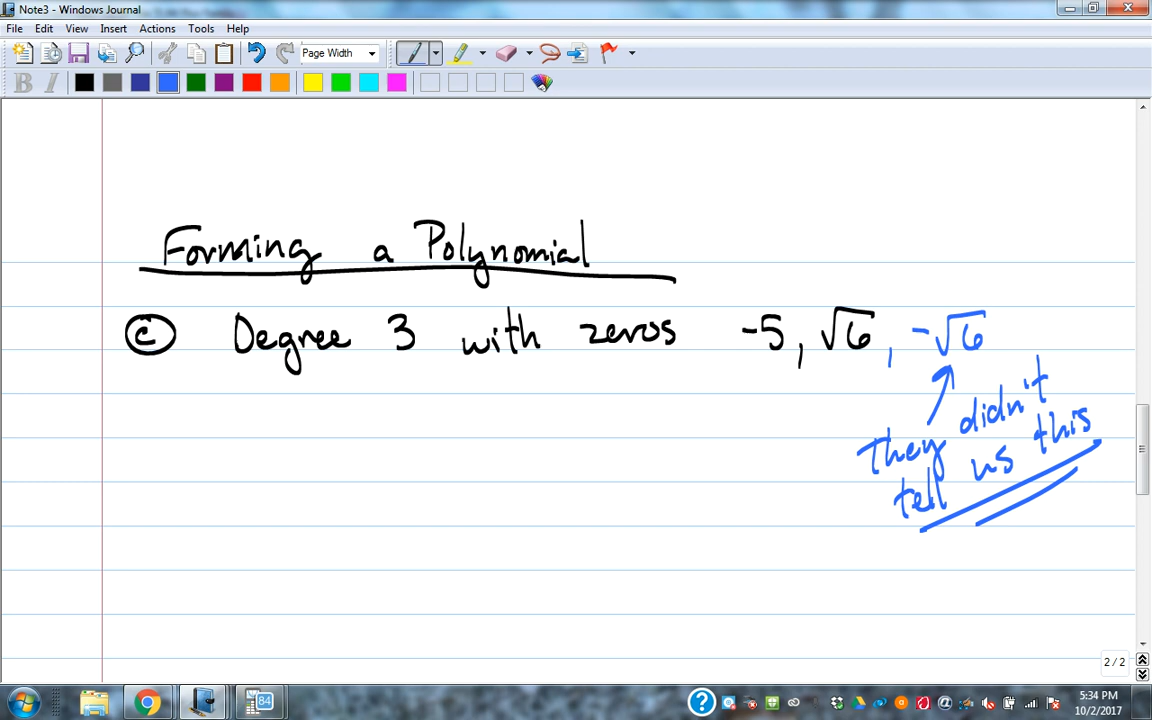 Note3 - Windows Journal
File Edit View Insert Actions Tools Help
Page Width
B I
Forming a Polynomial
(c) Degree 3 with zeros -5, √6, -√6
They didn't
tell us this
2 / 2
84
5:34 PM
10/2/2017